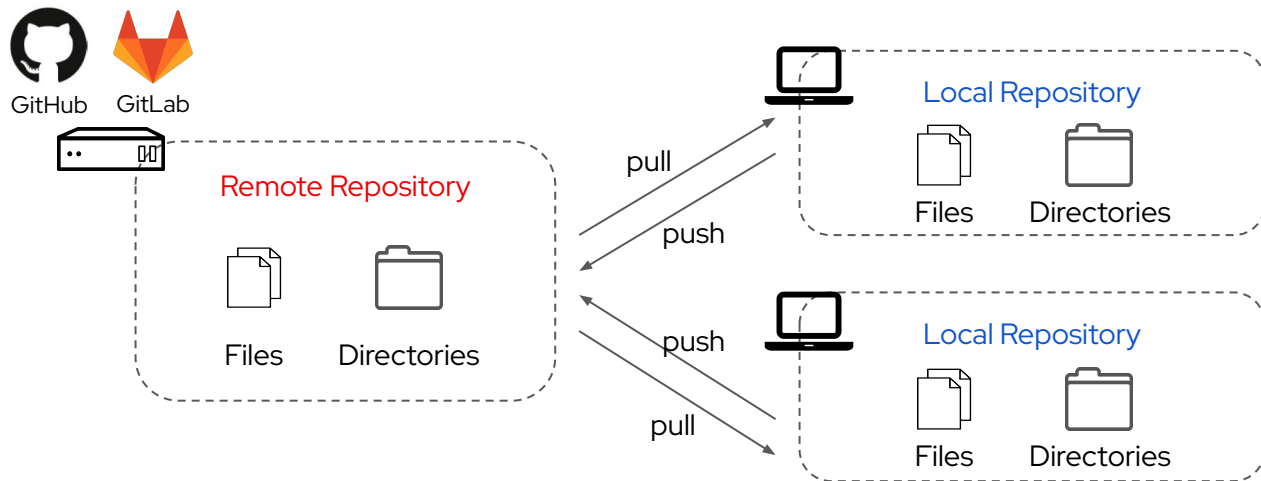 GitHub
GitLab
Remote Repository
Files
Directories
pull
push
push
pull
Local Repository
Files
Directories
Local Repository
Files
Directories